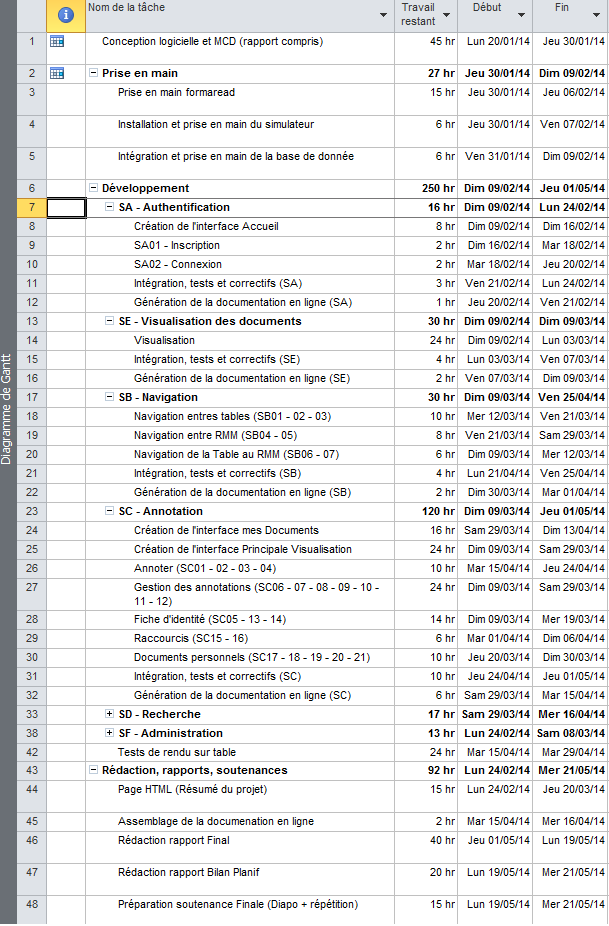 Nom de la tâche Travail restant Début Fin
1 Conception logicielle et MCD (rapport compris) 45 hr Lun 20/01/14 Jeu 30/01/14
2 Prise en main 27 hr Jeu 30/01/14 Dim 09/02/14
3 Prise en main formaread 15 hr Jeu 30/01/14 Jeu 06/02/14
4 Installation et prise en main du simulateur 6 hr Jeu 30/01/14 Ven 07/02/14
5 Intégration et prise en main de la base de donnée 6 hr Ven 31/01/14 Dim 09/02/14
6 Développement 250 hr Dim 09/02/14 Jeu 01/05/14
7 SA - Authentification 16 hr Dim 09/02/14 Lun 24/02/14
8 Création de l'interface Accueil 8 hr Dim 09/02/14 Dim 16/02/14
9 SA01 - Inscription 2 hr Dim 16/02/14 Mar 18/02/14
10 SA02 - Connexion 2 hr Mar 18/02/14 Jeu 20/02/14
11 Intégration, tests et correctifs (SA) 3 hr Ven 21/02/14 Lun 24/02/14
12 Génération de la documentation en ligne (SA) 1 hr Jeu 20/02/14 Ven 21/02/14
13 SE - Visualisation des documents 30 hr Dim 09/02/14 Dim 09/03/14
14 Visualisation 24 hr Dim 09/02/14 Lun 03/03/14
15 Intégration, tests et correctifs (SE) 4 hr Lun 03/03/14 Ven 07/03/14
16 Génération de la documentation en ligne (SE) 2 hr Ven 07/03/14 Dim 09/03/14
17 SB - Navigation 30 hr Dim 09/03/14 Ven 25/04/14
18 Navigation entres tables (SB01 - 02 - 03) 10 hr Mer 12/03/14 Ven 21/03/14
19 Navigation entre RMM (SB04 - 05) 8 hr Ven 21/03/14 Sam 29/03/14
20 Navigation de la Table au RMM (SB06 - 07) 6 hr Dim 09/03/14 Mer 12/03/14
21 Intégration, tests et correctifs (SB) 4 hr Lun 21/04/14 Ven 25/04/14
22 Génération de la documentation en ligne (SB) 2 hr Dim 30/03/14 Mar 01/04/14
23 SC - Annotation 120 hr Dim 09/03/14 Jeu 01/05/14
24 Création de l'interface mes Documents 16 hr Sam 29/03/14 Dim 13/04/14
25 Création de l'interface Principale Visualisation 24 hr Dim 09/03/14 Sam 29/03/14
26 Annoter (SC01 - 02 - 03 - 04) 10 hr Mar 15/04/14 Jeu 24/04/14
27 Gestion des annotations (SC06 - 07 - 08 - 09 - 10 - 24 hr Dim 09/03/14 Sam 29/03/14
11 - 12)
28 Fiche d'identité (SC05 - 13 - 14) 14 hr Dim 09/03/14 Mer 19/03/14
29 Raccourcis (SC15 - 16) 6 hr Mar 01/04/14 Dim 06/04/14
30 Documents personnels (SC17 - 18 - 19 - 20 - 21) 10 hr Jeu 20/03/14 Dim 30/03/14
31 Intégration, tests et correctifs (SC) 10 hr Jeu 24/04/14 Jeu 01/05/14
32 Génération de la documentation en ligne (SC) 6 hr Sam 29/03/14 Mar 15/04/14
33 SD - Recherche 17 hr Sam 29/03/14 Mer 16/04/14
38 SF - Administration 13 hr Lun 24/02/14 Sam 08/03/14
42 Tests de rendu sur table 24 hr Mar 15/04/14 Mar 29/04/14
43 Rédaction, rapports, soutenances 92 hr Lun 24/02/14 Mer 21/05/14
44 Page HTML (Résumé du projet) 15 hr Lun 24/02/14 Jeu 20/03/14
45 Assemblage de la documenation en ligne 2 hr Mar 15/04/14 Mer 16/04/14
46 Rédaction rapport Final 40 hr Jeu 01/05/14 Lun 19/05/14
47 Rédaction rapport Bilan Planif 20 hr Lun 19/05/14 Mer 21/05/14
48 Préparation soutenance Finale (Diapo + répétition) 15 hr Lun 19/05/14 Mer 21/05/14
Diagramme de Gantt